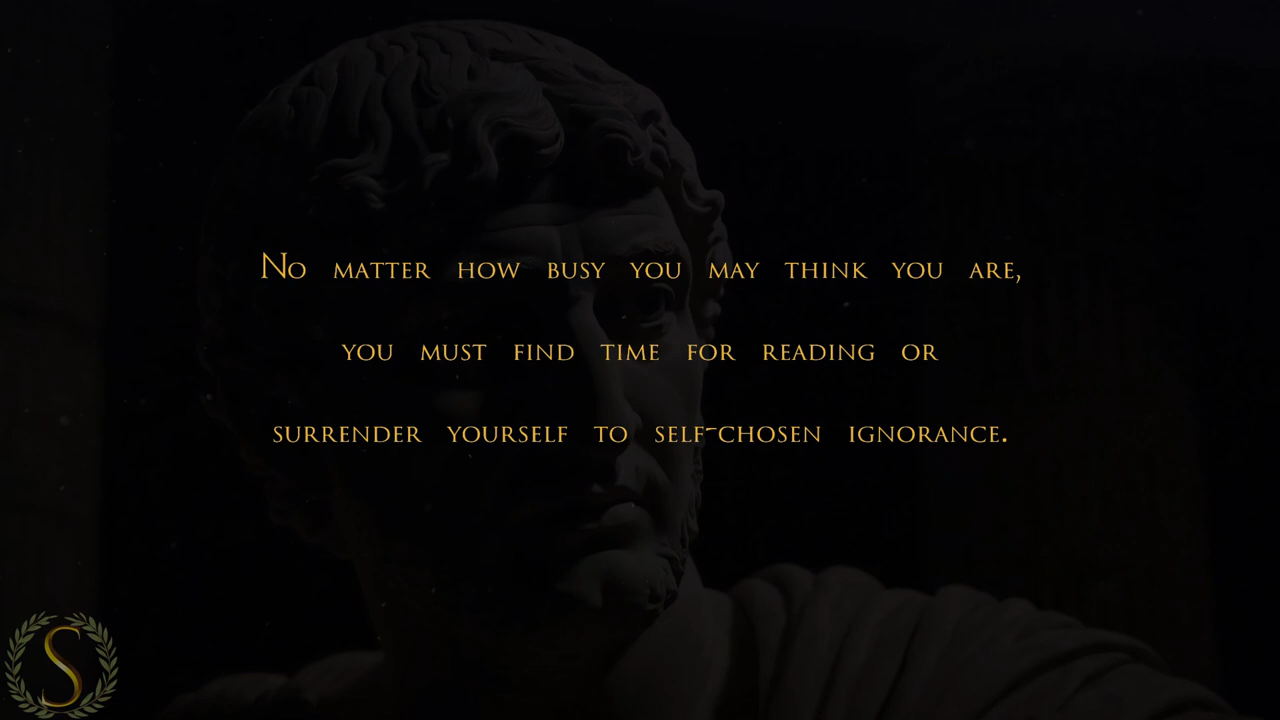 No matter how busy you may think you are,
you must find time for reading or
surrender yourself to self-chosen ignorance.
S